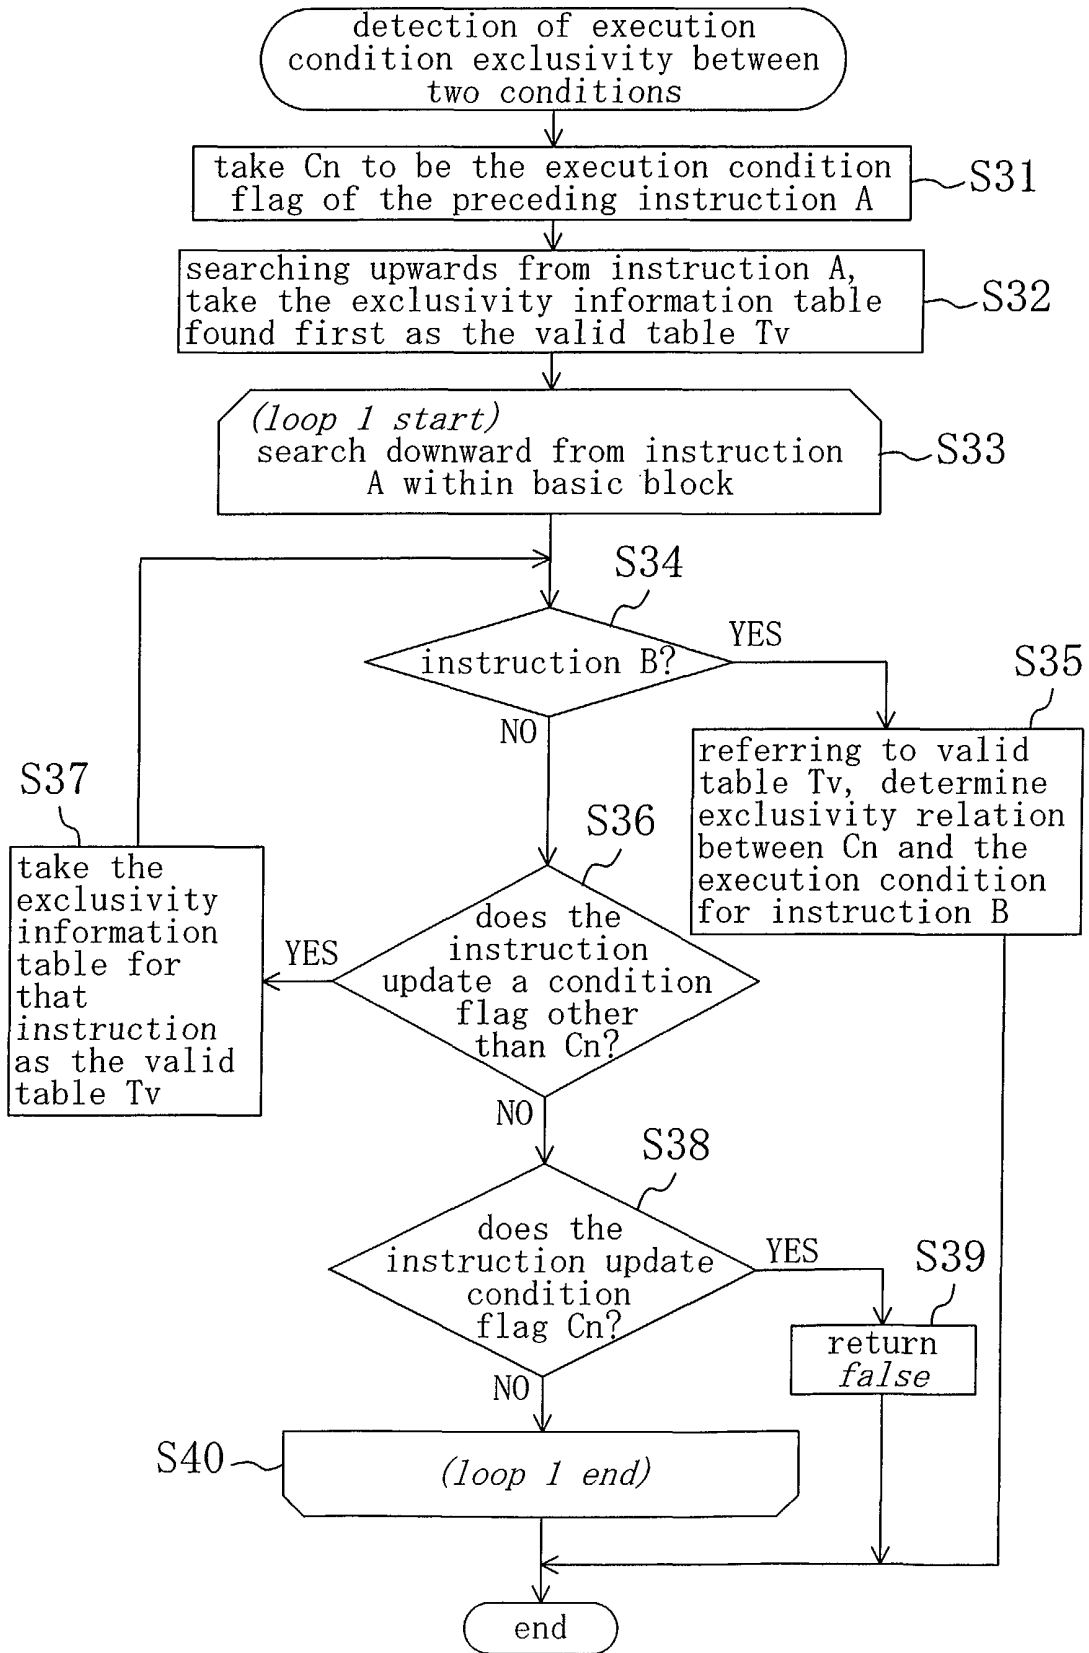 detection of execution
condition exclusivity between
two conditions
take Cn to be the execution condition
flag of the preceding instruction A
S31
searching upwards from instruction A,
take the exclusivity information table
found first as the valid table Tv
S32
(loop 1 start)
search downward from instruction
A within basic block
S33
S34
instruction B?
YES
NO
S35
referring to valid
table Tv, determine
exclusivity relation
between Cn and the
execution condition
for instruction B
S36
does the
instruction
update a condition
flag other
than Cn?
YES
NO
S37
take the
exclusivity
information
table for
that
instruction
as the valid
table Tv
S38
does the
instruction update
condition
flag Cn?
YES
NO
S39
return
false
S40
(loop 1 end)
end